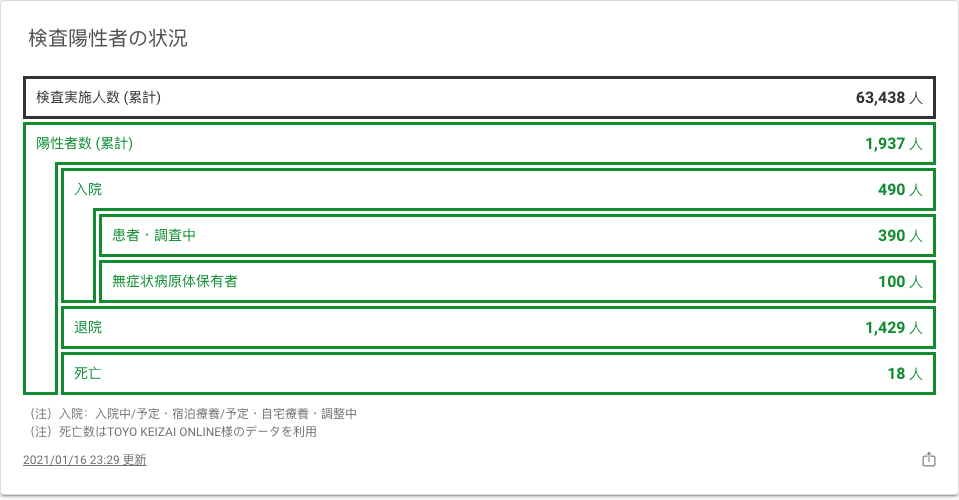 検査陽性者の状況
検査実施人数 (累計) 63,438 人
陽性者数 (累計) 1,937 人
入院 490 人
患者・調査中 390 人
無症状病原体保有者 100 人
退院 1,429 人
死亡 18 人
（注）入院：入院中/予定・宿泊療養/予定・自宅療養・調整中
（注）死亡数はTOYO KEIZAI ONLINE様のデータを利用
2021/01/16 23:29 更新